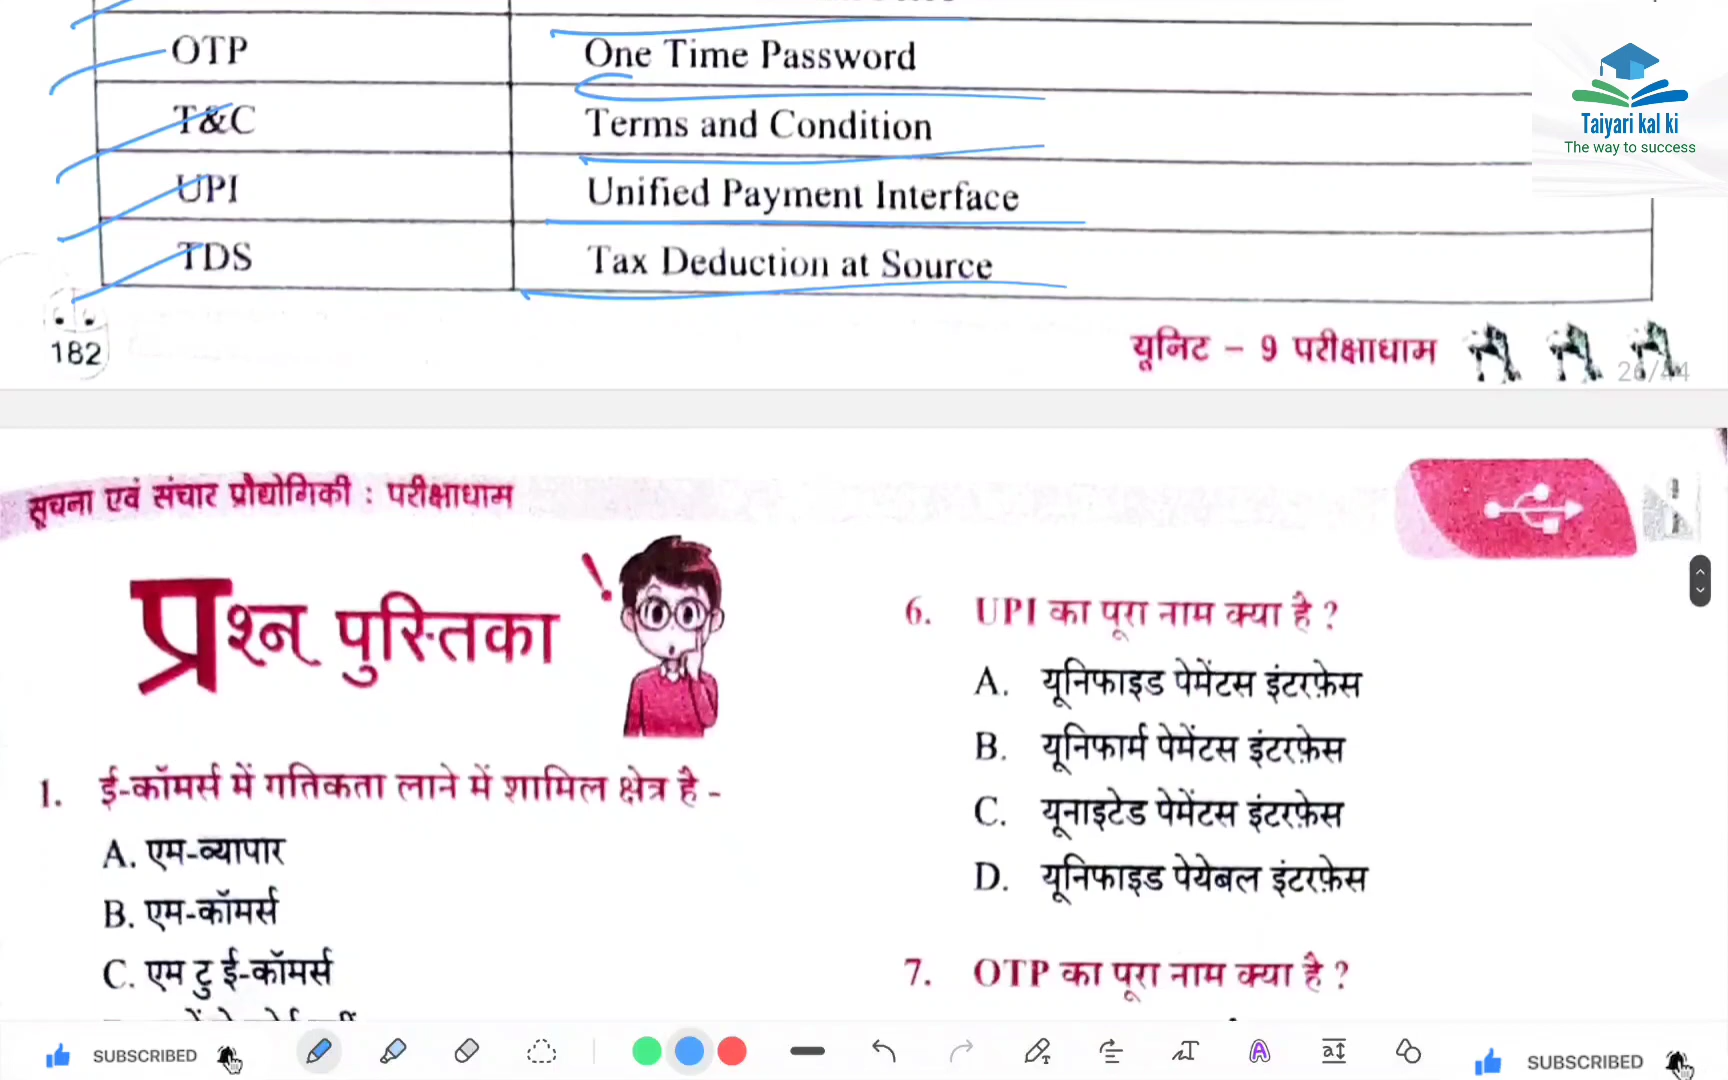 OTP One Time Password
T&C Terms and Condition
UPI Unified Payment Interface
TDS Tax Deduction at Source
Taiyari kal ki
The way to success
182
यूनिट – 9 परीक्षाधाम
26/44
सूचना एवं संचार प्रौद्योगिकी : परीक्षाधाम
प्रश्न पुस्तिका
1. ई-कॉमर्स में गतिकता लाने में शामिल क्षेत्र है -
A. एम-व्यापार
B. एम-कॉमर्स
C. एम टु ई-कॉमर्स
6. UPI का पूरा नाम क्या है ?
A. यूनिफाइड पेमेंटस इंटरफ़ेस
B. यूनिफार्म पेमेंटस इंटरफ़ेस
C. यूनाइटेड पेमेंटस इंटरफ़ेस
D. यूनिफाइड पेयेबल इंटरफ़ेस
7. OTP का पूरा नाम क्या है ?
SUBSCRIBED
SUBSCRIBED